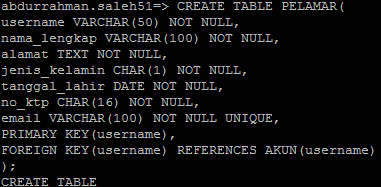 abdurrahman.saleh51=> CREATE TABLE PELAMAR(
username VARCHAR(50) NOT NULL,
nama_lengkap VARCHAR(100) NOT NULL,
alamat TEXT NOT NULL,
jenis_kelamin CHAR(1) NOT NULL,
tanggal_lahir DATE NOT NULL,
no_ktp CHAR(16) NOT NULL,
email VARCHAR(100) NOT NULL UNIQUE,
PRIMARY KEY(username),
FOREIGN KEY(username) REFERENCES AKUN(username)
);
CREATE TABLE